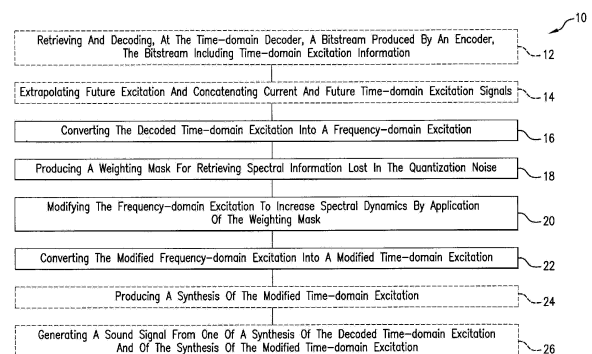 10
Retrieving And Decoding, At The Time-domain Decoder, A Bitstream Produced By An Encoder,
The Bitstream Including Time-domain Excitation Information
12
Extrapolating Future Excitation And Concatenating Current And Future Time-domain Excitation Signals
14
Converting The Decoded Time-domain Excitation Into A Frequency-domain Excitation
16
Producing A Weighting Mask For Retrieving Spectral Information Lost In The Quantization Noise
18
Modifying The Frequency-domain Excitation To Increase Spectral Dynamics By Application
Of The Weighting Mask
20
Converting The Modified Frequency-domain Excitation Into A Modified Time-domain Excitation
22
Producing A Synthesis Of The Modified Time-domain Excitation
24
Generating A Sound Signal From One Of A Synthesis Of The Decoded Time-domain Excitation
And Of The Synthesis Of The Modified Time-domain Excitation
26